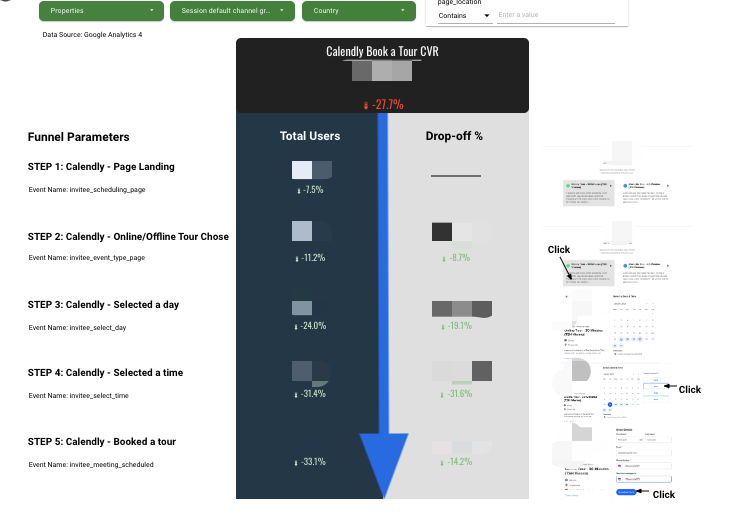 page_location
Properties
Session default channel gr...
Country
Contains
Enter a value
Data Source: Google Analytics 4
Calendly Book a Tour CVR
-27.7%
Funnel Parameters
Total Users
Drop-off %
STEP 1: Calendly - Page Landing
Event Name: invitee_scheduling_page
-7.5%
STEP 2: Calendly - Online/Offline Tour Chose
Event Name: invitee_event_type_page
-11.2%
-8.7%
Click
STEP 3: Calendly - Selected a day
Event Name: invitee_select_day
-24.0%
-19.1%
STEP 4: Calendly - Selected a time
Event Name: invitee_select_time
-31.4%
-31.6%
Click
STEP 5: Calendly - Booked a tour
Event Name: invitee_meeting_scheduled
-33.1%
-14.2%
Click